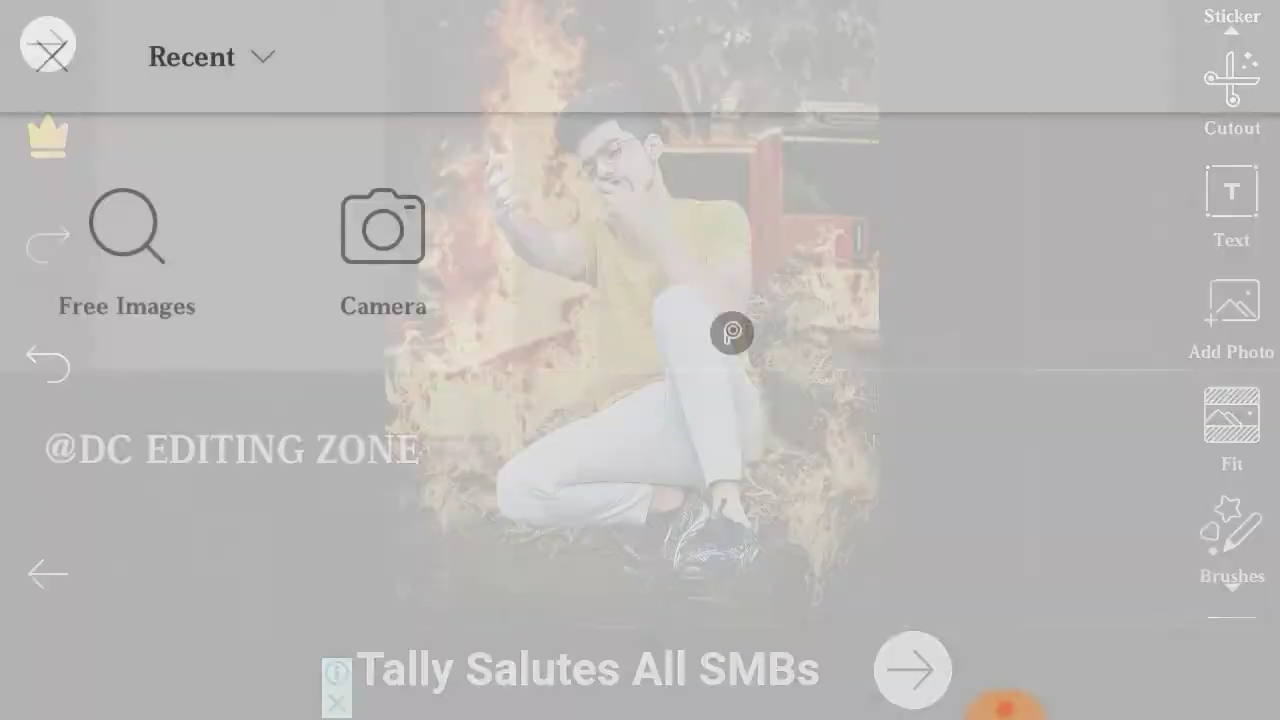 Sticker
Recent
Cutout
Text
Free Images
Camera
Add Photo
@DC EDITING ZONE
Fit
Brushes
Tally Salutes All SMBs